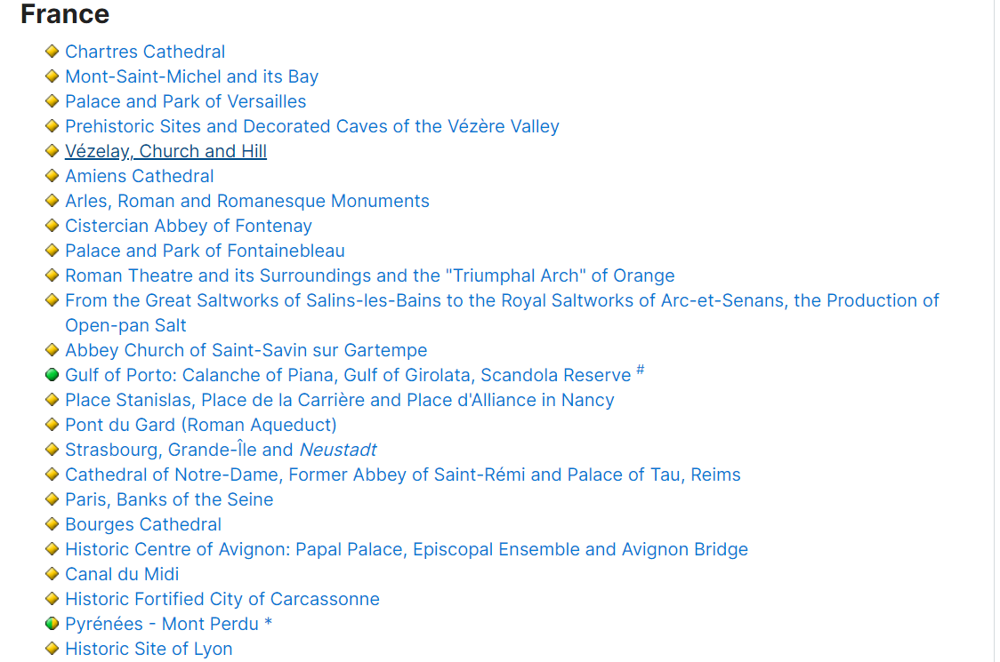 France
Chartres Cathedral
Mont-Saint-Michel and its Bay
Palace and Park of Versailles
Prehistoric Sites and Decorated Caves of the Vézère Valley
Vézelay, Church and Hill
Amiens Cathedral
Arles, Roman and Romanesque Monuments
Cistercian Abbey of Fontenay
Palace and Park of Fontainebleau
Roman Theatre and its Surroundings and the "Triumphal Arch" of Orange
From the Great Saltworks of Salins-les-Bains to the Royal Saltworks of Arc-et-Senans, the Production of
Open-pan Salt
Abbey Church of Saint-Savin sur Gartempe
Gulf of Porto: Calanche of Piana, Gulf of Girolata, Scandola Reserve #
Place Stanislas, Place de la Carrière and Place d'Alliance in Nancy
Pont du Gard (Roman Aqueduct)
Strasbourg, Grande-Île and Neustadt
Cathedral of Notre-Dame, Former Abbey of Saint-Rémi and Palace of Tau, Reims
Paris, Banks of the Seine
Bourges Cathedral
Historic Centre of Avignon: Papal Palace, Episcopal Ensemble and Avignon Bridge
Canal du Midi
Historic Fortified City of Carcassonne
Pyrénées - Mont Perdu *
Historic Site of Lyon